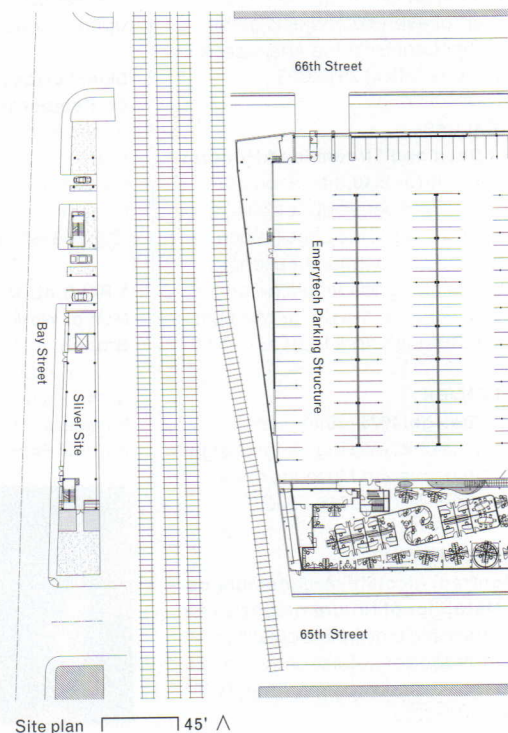 66th Street
Emerytech Parking Structure
Bay Street
Sliver Site
65th Street
Site plan 45'